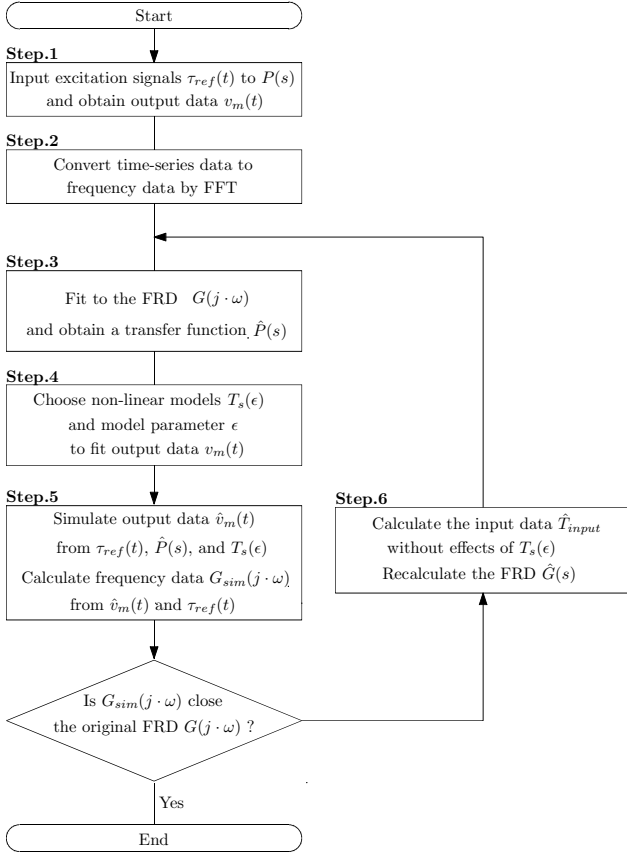 Start
Step.1
Input excitation signals τ_ref(t) to P(s)
and obtain output data v_m(t)
Step.2
Convert time-series data to
frequency data by FFT
Step.3
Fit to the FRD G(j · ω)
and obtain a transfer function P̂(s)
Step.4
Choose non-linear models T_s(ϵ)
and model parameter ϵ
to fit output data v_m(t)
Step.5
Simulate output data v̂_m(t)
from τ_ref(t), P̂(s), and T_s(ϵ)
Calculate frequency data G_sim(j · ω)
from v̂_m(t) and τ_ref(t)
Step.6
Calculate the input data T̂_input
without effects of T_s(ϵ)
Recalculate the FRD Ĝ(s)
Is G_sim(j · ω) close
the original FRD G(j · ω) ?
Yes
End